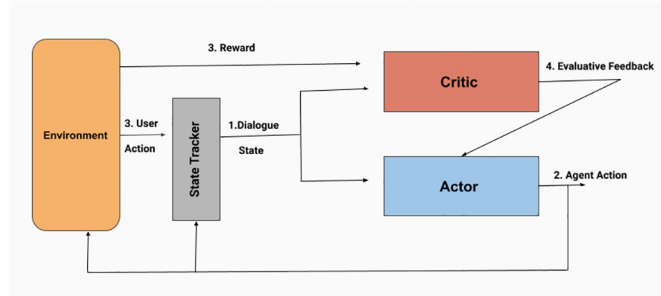 3. Reward
4. Evaluative Feedback
Critic
Environment
3. User
Action
State Tracker
1.Dialogue
State
Actor
2. Agent Action